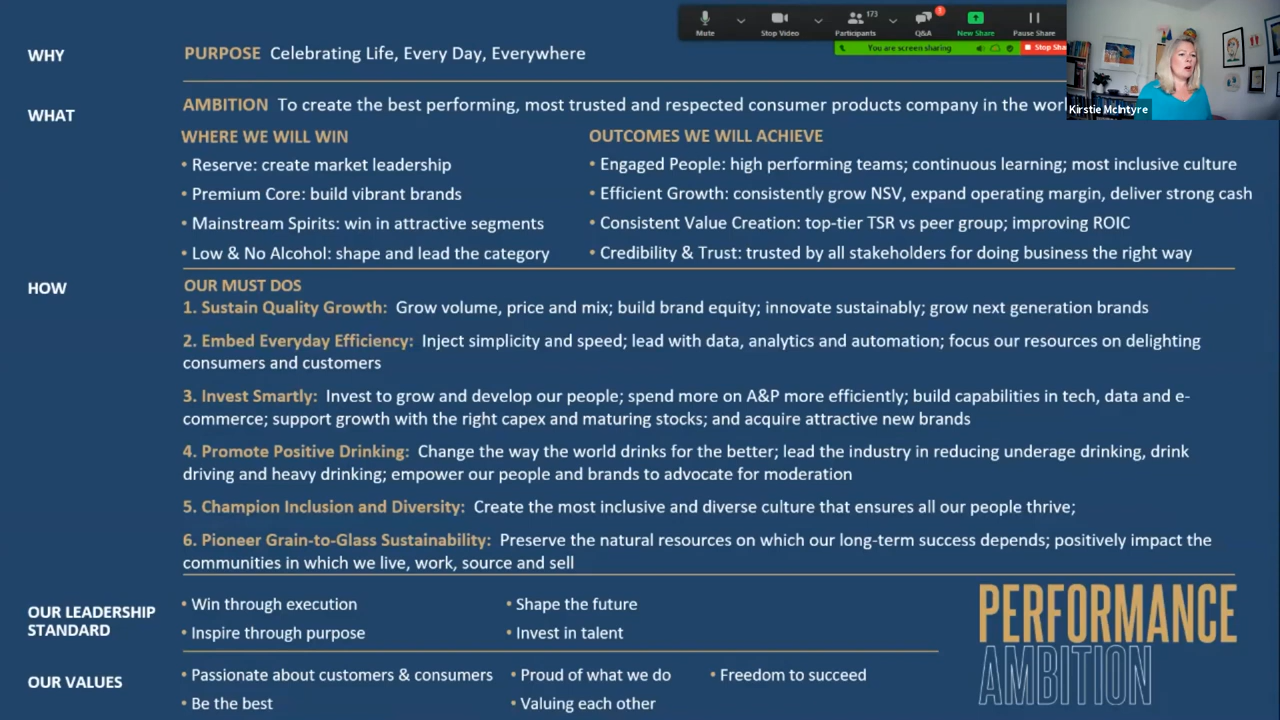 Mute
Stop Video
173
Participants
1
Q&A
New Share
Pause Share
You are screen sharing
Stop Sha
Kirstie McIntyre
WHY
PURPOSE Celebrating Life, Every Day, Everywhere
WHAT
AMBITION To create the best performing, most trusted and respected consumer products company in the wor
WHERE WE WILL WIN
• Reserve: create market leadership
• Premium Core: build vibrant brands
• Mainstream Spirits: win in attractive segments
• Low & No Alcohol: shape and lead the category
OUTCOMES WE WILL ACHIEVE
• Engaged People: high performing teams; continuous learning; most inclusive culture
• Efficient Growth: consistently grow NSV, expand operating margin, deliver strong cash
• Consistent Value Creation: top-tier TSR vs peer group; improving ROIC
• Credibility & Trust: trusted by all stakeholders for doing business the right way
HOW
OUR MUST DOS
1. Sustain Quality Growth: Grow volume, price and mix; build brand equity; innovate sustainably; grow next generation brands
2. Embed Everyday Efficiency: Inject simplicity and speed; lead with data, analytics and automation; focus our resources on delighting
consumers and customers
3. Invest Smartly: Invest to grow and develop our people; spend more on A&P more efficiently; build capabilities in tech, data and e-
commerce; support growth with the right capex and maturing stocks; and acquire attractive new brands
4. Promote Positive Drinking: Change the way the world drinks for the better; lead the industry in reducing underage drinking, drink
driving and heavy drinking; empower our people and brands to advocate for moderation
5. Champion Inclusion and Diversity: Create the most inclusive and diverse culture that ensures all our people thrive;
6. Pioneer Grain-to-Glass Sustainability: Preserve the natural resources on which our long-term success depends; positively impact the
communities in which we live, work, source and sell
OUR LEADERSHIP
STANDARD
• Win through execution
• Inspire through purpose
• Shape the future
• Invest in talent
OUR VALUES
• Passionate about customers & consumers
• Be the best
• Proud of what we do
• Valuing each other
• Freedom to succeed
PERFORMANCE
AMBITION